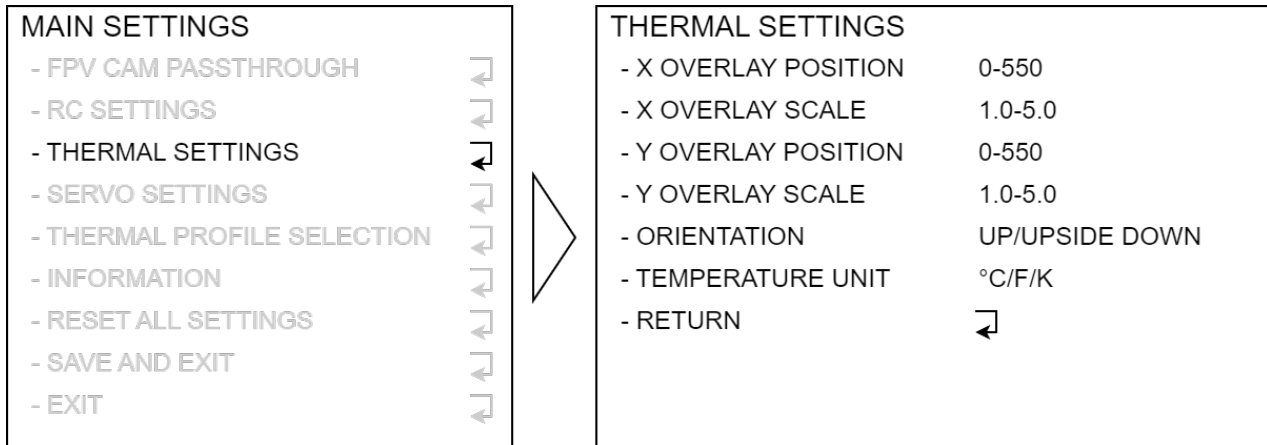 MAIN SETTINGS
- FPV CAM PASSTHROUGH
- RC SETTINGS
- THERMAL SETTINGS
- SERVO SETTINGS
- THERMAL PROFILE SELECTION
- INFORMATION
- RESET ALL SETTINGS
- SAVE AND EXIT
- EXIT
THERMAL SETTINGS
- X OVERLAY POSITION 0-550
- X OVERLAY SCALE 1.0-5.0
- Y OVERLAY POSITION 0-550
- Y OVERLAY SCALE 1.0-5.0
- ORIENTATION UP/UPSIDE DOWN
- TEMPERATURE UNIT °C/F/K
- RETURN